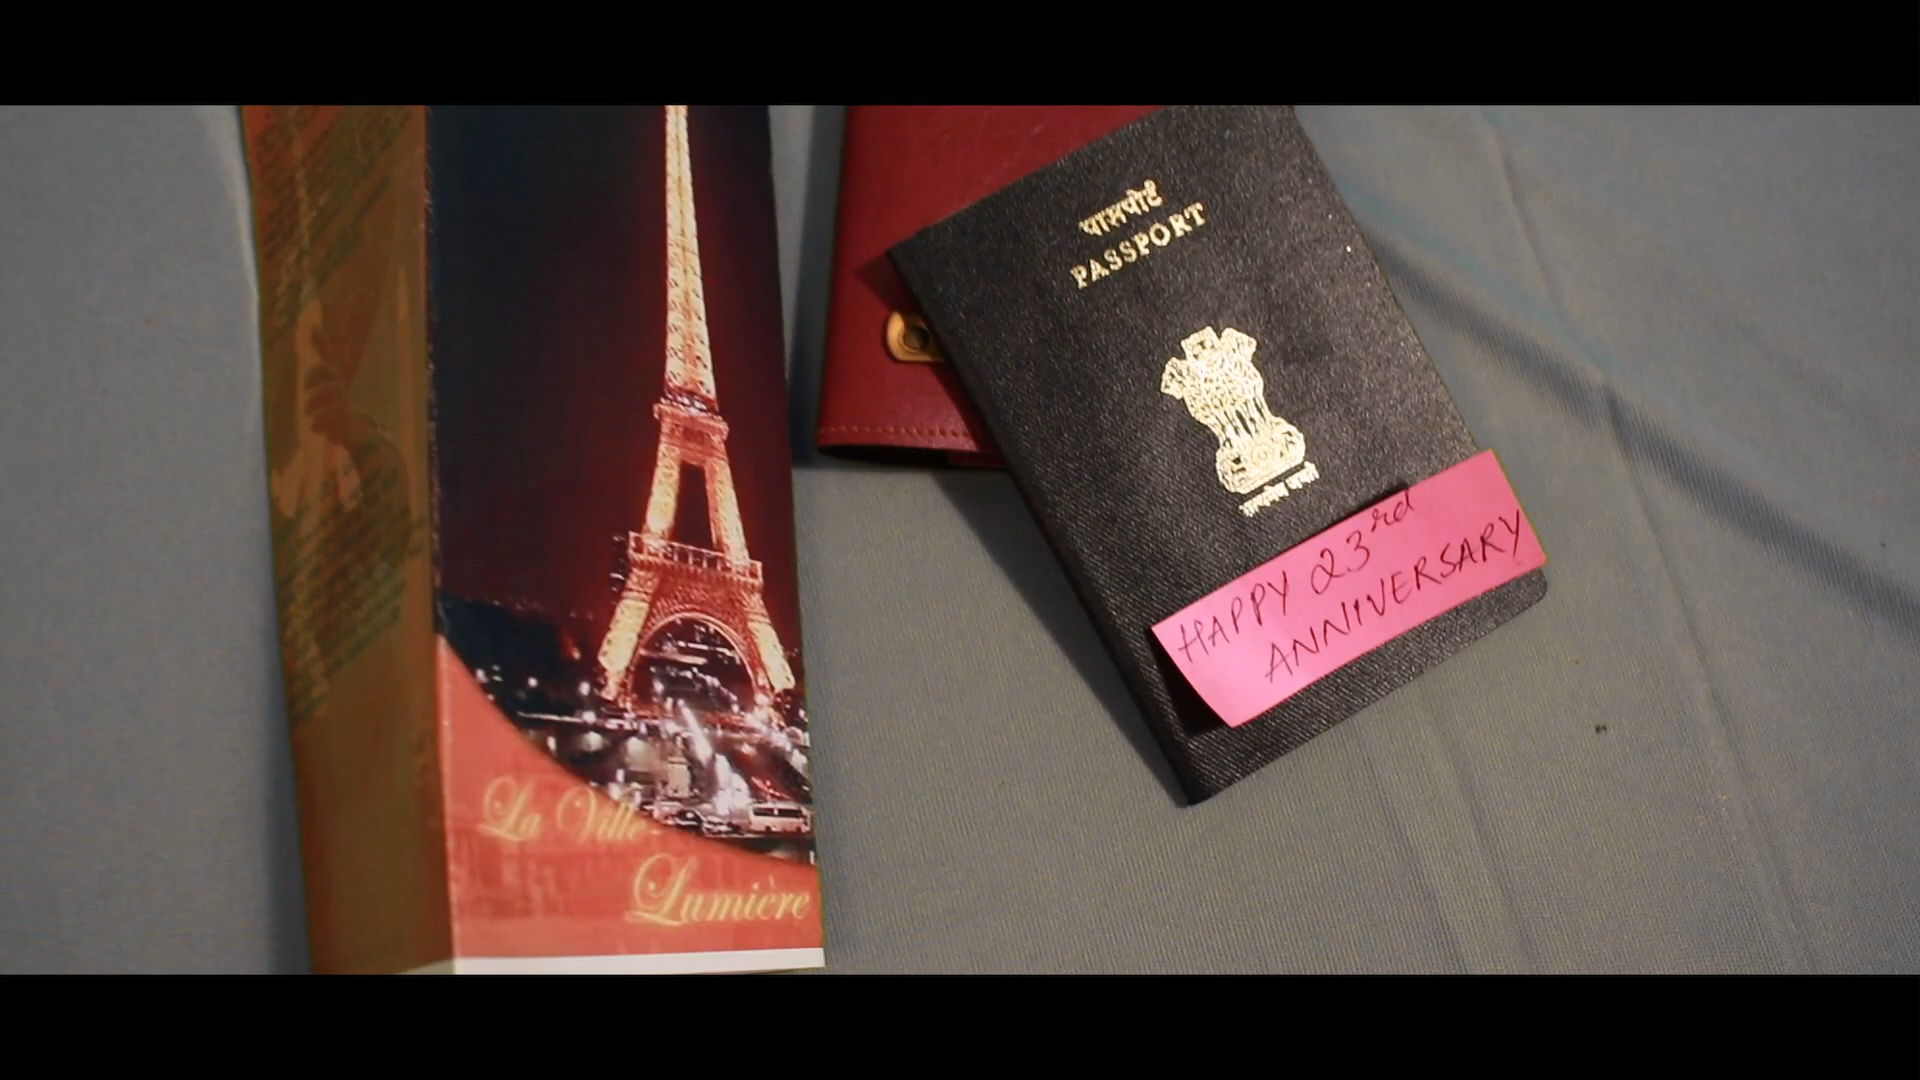 La Ville
Lumière
पासपोर्ट
PASSPORT
HAPPY 23rd
ANNIVERSARY